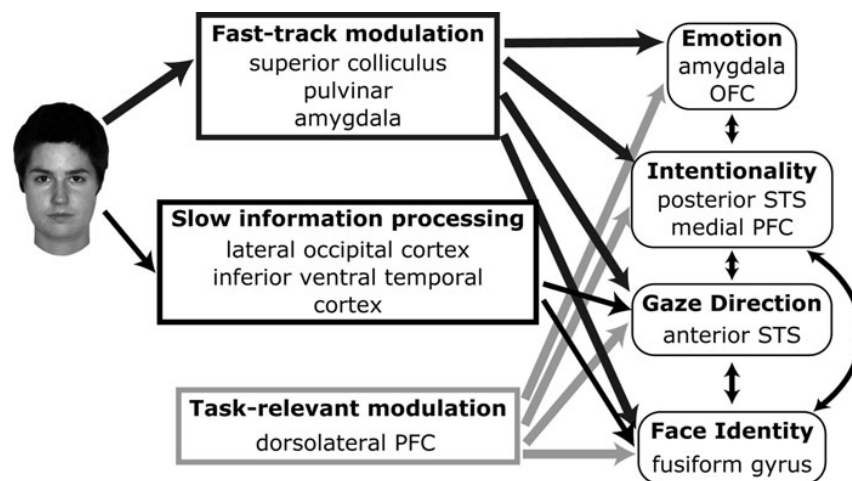 Fast-track modulation
superior colliculus
pulvinar
amygdala
Slow information processing
lateral occipital cortex
inferior ventral temporal
cortex
Task-relevant modulation
dorsolateral PFC
Emotion
amygdala
OFC
Intentionality
posterior STS
medial PFC
Gaze Direction
anterior STS
Face Identity
fusiform gyrus